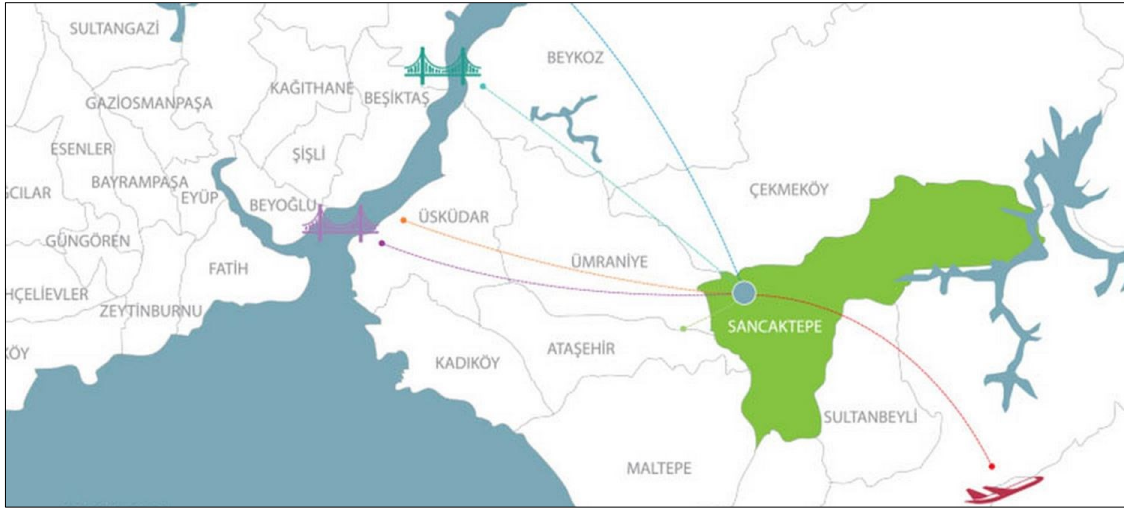 SULTANGAZİ
BEYKOZ
KAĞITHANE
BEŞİKTAŞ
GAZİOSMANPAŞA
ESENLER
ŞİŞLİ
BAYRAMPAŞA
EYÜP
GCILAR
ÇEKMEKÖY
BEYOĞLU
ÜSKÜDAR
GÜNGÖREN
FATİH
ÜMRANİYE
HÇELİEVLER
ZEYTİNBURNU
SANCAKTEPE
KÖY
KADIKÖY
ATAŞEHİR
SULTANBEYLİ
MALTEPE